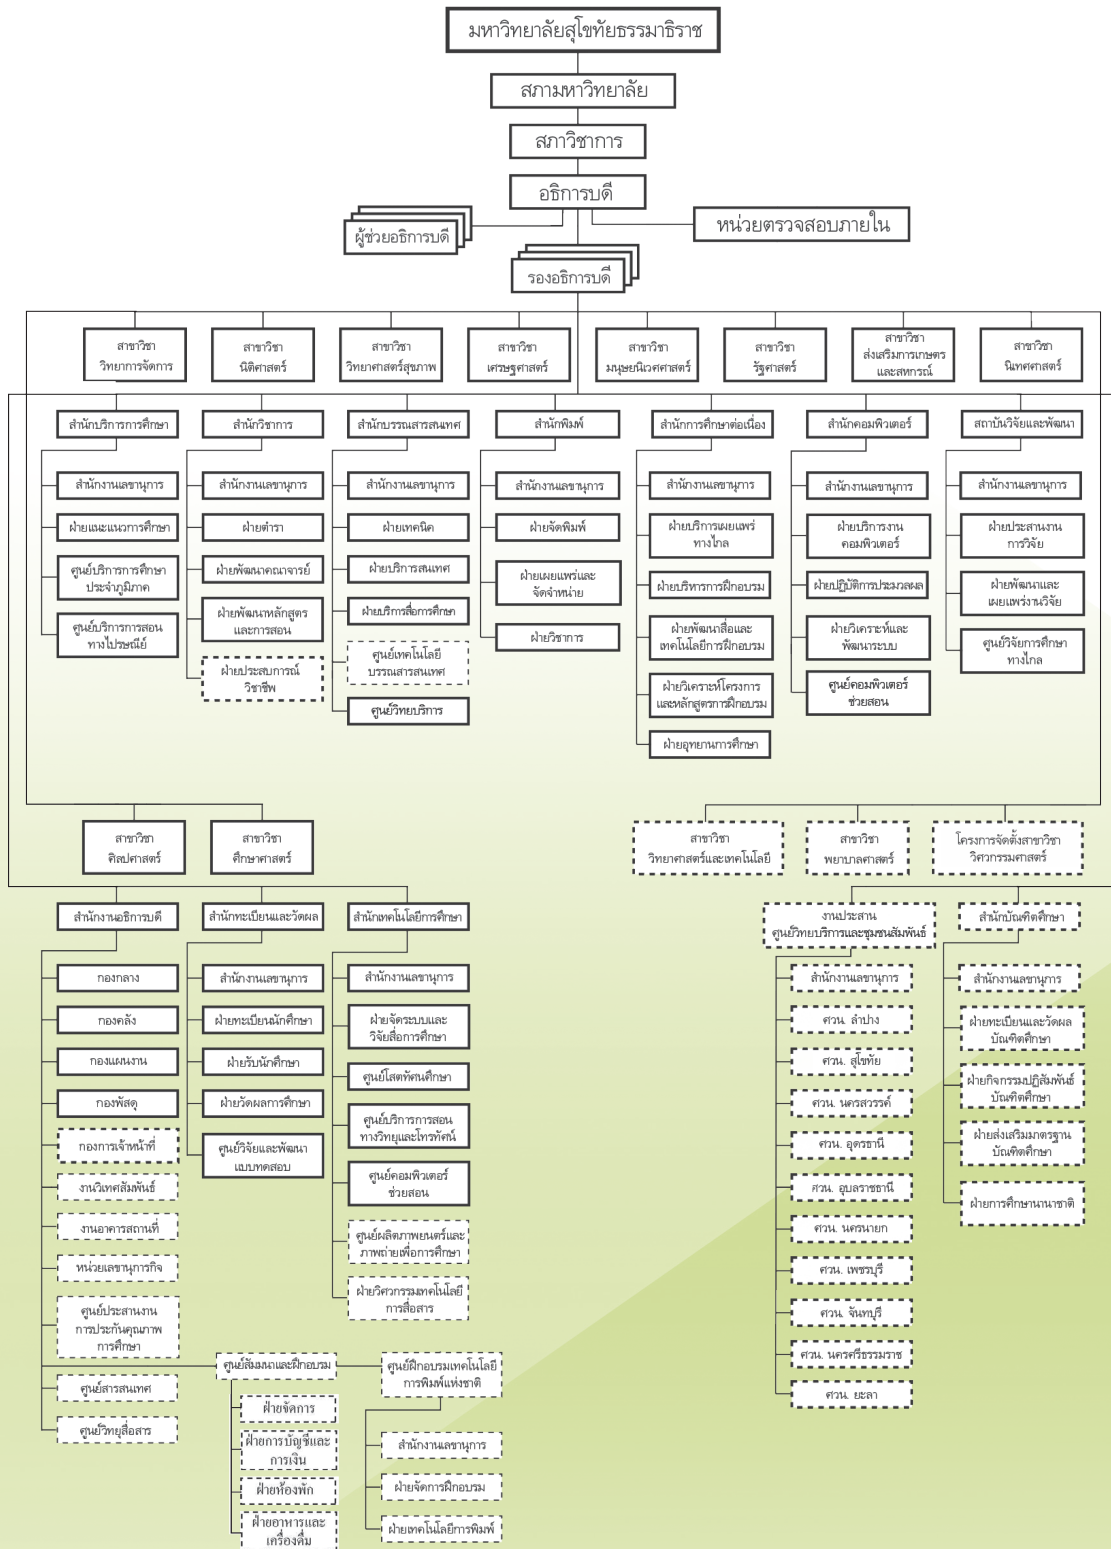 มหาวิทยาลัยสุโขทัยธรรมาธิราช
สภามหาวิทยาลัย
สภาวิชาการ
อธิการบดี
ผู้ช่วยอธิการบดี
หน่วยตรวจสอบภายใน
รองอธิการบดี
สาขาวิชา
วิทยาการจัดการ
สาขาวิชา
นิติศาสตร์
สาขาวิชา
วิทยาศาสตร์สุขภาพ
สาขาวิชา
เศรษฐศาสตร์
สาขาวิชา
มนุษยนิเวศศาสตร์
สาขาวิชา
รัฐศาสตร์
สาขาวิชา
ส่งเสริมการเกษตร
และสหกรณ์
สาขาวิชา
นิเทศศาสตร์
สำนักบริการการศึกษา
สำนักงานเลขานุการ
ฝ่ายแนะแนวการศึกษา
ศูนย์บริการการศึกษา
ประจำภูมิภาค
ศูนย์บริการการสอน
ทางไปรษณีย์
สำนักวิชาการ
สำนักงานเลขานุการ
ฝ่ายตำรา
ฝ่ายพัฒนาคณาจารย์
ฝ่ายพัฒนาหลักสูตร
และการสอน
ฝ่ายประสบการณ์
วิชาชีพ
สำนักบรรณสารสนเทศ
สำนักงานเลขานุการ
ฝ่ายเทคนิค
ฝ่ายบริการสนเทศ
ฝ่ายบริการสื่อการศึกษา
ศูนย์เทคโนโลยี
บรรณสารสนเทศ
ศูนย์วิทยบริการ
สำนักพิมพ์
สำนักงานเลขานุการ
ฝ่ายจัดพิมพ์
ฝ่ายเผยแพร่และ
จัดจำหน่าย
ฝ่ายวิชาการ
สำนักการศึกษาต่อเนื่อง
สำนักงานเลขานุการ
ฝ่ายบริการเผยแพร่
ทางไกล
ฝ่ายบริหารการฝึกอบรม
ฝ่ายพัฒนาสื่อและ
เทคโนโลยีการฝึกอบรม
ฝ่ายวิเคราะห์โครงการ
และหลักสูตรการฝึกอบรม
ฝ่ายอุทยานการศึกษา
สำนักคอมพิวเตอร์
สำนักงานเลขานุการ
ฝ่ายบริการงาน
คอมพิวเตอร์
ฝ่ายปฏิบัติการประมวลผล
ฝ่ายวิเคราะห์และ
พัฒนาระบบ
ศูนย์คอมพิวเตอร์
ช่วยสอน
สถาบันวิจัยและพัฒนา
สำนักงานเลขานุการ
ฝ่ายประสานงาน
การวิจัย
ฝ่ายพัฒนาและ
เผยแพร่งานวิจัย
ศูนย์วิจัยการศึกษา
ทางไกล
สาขาวิชา
ศิลปศาสตร์
สาขาวิชา
ศึกษาศาสตร์
สาขาวิชา
วิทยาศาสตร์และเทคโนโลยี
สาขาวิชา
พยาบาลศาสตร์
โครงการจัดตั้งสาขาวิชา
วิศวกรรมศาสตร์
สำนักงานอธิการบดี
กองกลาง
กองคลัง
กองแผนงาน
กองพัสดุ
กองการเจ้าหน้าที่
งานวิเทศสัมพันธ์
งานอาคารสถานที่
หน่วยเลขานุการกิจ
ศูนย์ประสานงาน
การประกันคุณภาพ
การศึกษา
ศูนย์สารสนเทศ
ศูนย์วิทยุสื่อสาร
สำนักทะเบียนและวัดผล
สำนักงานเลขานุการ
ฝ่ายทะเบียนนักศึกษา
ฝ่ายรับนักศึกษา
ฝ่ายวัดผลการศึกษา
ศูนย์วิจัยและพัฒนา
แบบทดสอบ
สำนักเทคโนโลยีการศึกษา
สำนักงานเลขานุการ
ฝ่ายจัดระบบและ
วิจัยสื่อการศึกษา
ศูนย์โสตทัศนศึกษา
ศูนย์บริการการสอน
ทางวิทยุและโทรทัศน์
ศูนย์คอมพิวเตอร์
ช่วยสอน
ศูนย์ผลิตภาพยนตร์และ
ภาพถ่ายเพื่อการศึกษา
ฝ่ายวิศวกรรมเทคโนโลยี
การสื่อสาร
ศูนย์สัมมนาและฝึกอบรม
ฝ่ายจัดการ
ฝ่ายการบัญชีและ
การเงิน
ฝ่ายห้องพัก
ฝ่ายอาหารและ
เครื่องดื่ม
ศูนย์ฝึกอบรมเทคโนโลยี
การพิมพ์แห่งชาติ
สำนักงานเลขานุการ
ฝ่ายจัดการฝึกอบรม
ฝ่ายเทคโนโลยีการพิมพ์
งานประสาน
ศูนย์วิทยบริการและชุมชนสัมพันธ์
สำนักงานเลขานุการ
ศวน. ลำปาง
ศวน. สุโขทัย
ศวน. นครสวรรค์
ศวน. อุดรธานี
ศวน. อุบลราชธานี
ศวน. นครนายก
ศวน. เพชรบุรี
ศวน. จันทบุรี
ศวน. นครศรีธรรมราช
ศวน. ยะลา
สำนักบัณฑิตศึกษา
สำนักงานเลขานุการ
ฝ่ายทะเบียนและวัดผล
บัณฑิตศึกษา
ฝ่ายกิจกรรมปฏิสัมพันธ์
บัณฑิตศึกษา
ฝ่ายส่งเสริมมาตรฐาน
บัณฑิตศึกษา
ฝ่ายการศึกษานานาชาติ